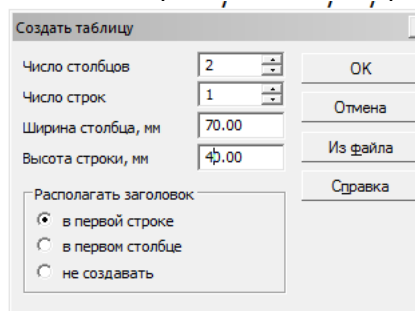 Создать таблицу
Число столбцов 2
OK
Число строк 1
Отмена
Ширина столбца, мм 70.00
Из файла
Высота строки, мм 40.00
Справка
Располагать заголовок
в первой строке
в первом столбце
не создавать